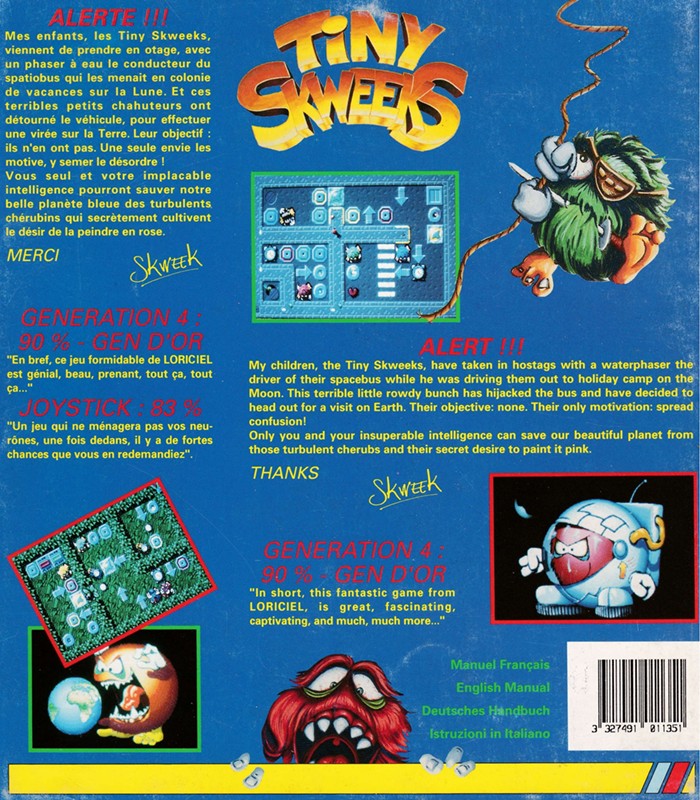 ALERTE !!!
Mes enfants, les Tiny Skweeks,
viennent de prendre en otage, avec
un phaser à eau le conducteur du
spatiobus qui les menait en colonie
de vacances sur la Lune. Et ces
terribles petits chahuteurs ont
détourné le véhicule, pour effectuer
une virée sur la Terre. Leur objectif :
ils n'en ont pas. Une seule envie les
motive, y semer le désordre !
Vous seul et votre implacable
intelligence pourront sauver notre
belle planète bleue des turbulents
chérubins qui secrètement cultivent
le désir de la peindre en rose.
MERCI
SKWEEK
TINY
SKWEEKS
GENERATION 4 :
90 % - GEN D'OR
"En bref, ce jeu formidable de LORICIEL
est génial, beau, prenant, tout ça, tout
ça..."
JOYSTICK : 83 %
"Un jeu qui ne ménagera pas vos neu-
rônes, une fois dedans, il y a de fortes
chances que vous en redemandiez".
ALERT !!!
My children, the Tiny Skweeks, have taken in hostags with a waterphaser the
driver of their spacebus while he was driving them out to holiday camp on the
Moon. This terrible little rowdy bunch has hijacked the bus and have decided to
head out for a visit on Earth. Their objective: none. Their only motivation: spread
confusion!
Only you and your insuperable intelligence can save our beautiful planet from
those turbulent cherubs and their secret desire to paint it pink.
THANKS
SKWEEK
GENERATION 4 :
90 % - GEN D'OR
"In short, this fantastic game from
LORICIEL, is great, fascinating,
captivating, and much, much more..."
Manuel Français
English Manual
Deutsches Handbuch
Istruzioni in Italiano
3 327491 011351